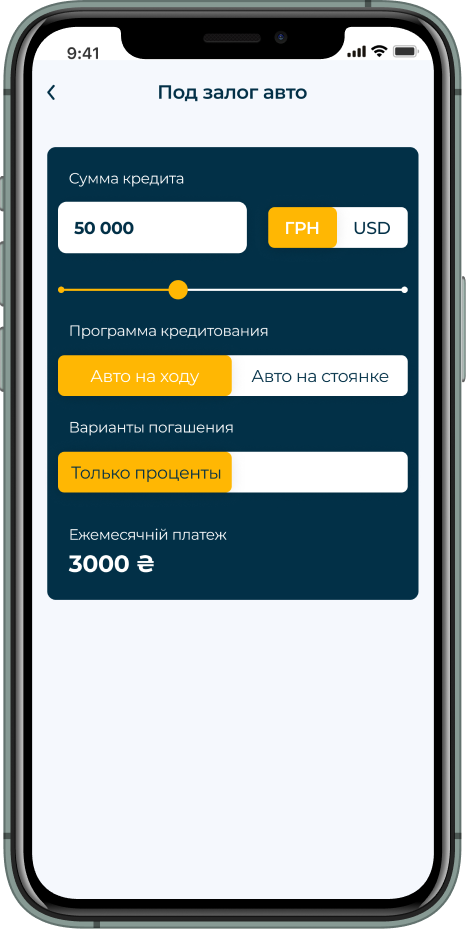 9:41
Под залог авто
Сумма кредита
50 000
ГРН
USD
Программа кредитования
Авто на ходу
Авто на стоянке
Варианты погашения
Только проценты
Ежемесячній платеж
3000 ₴